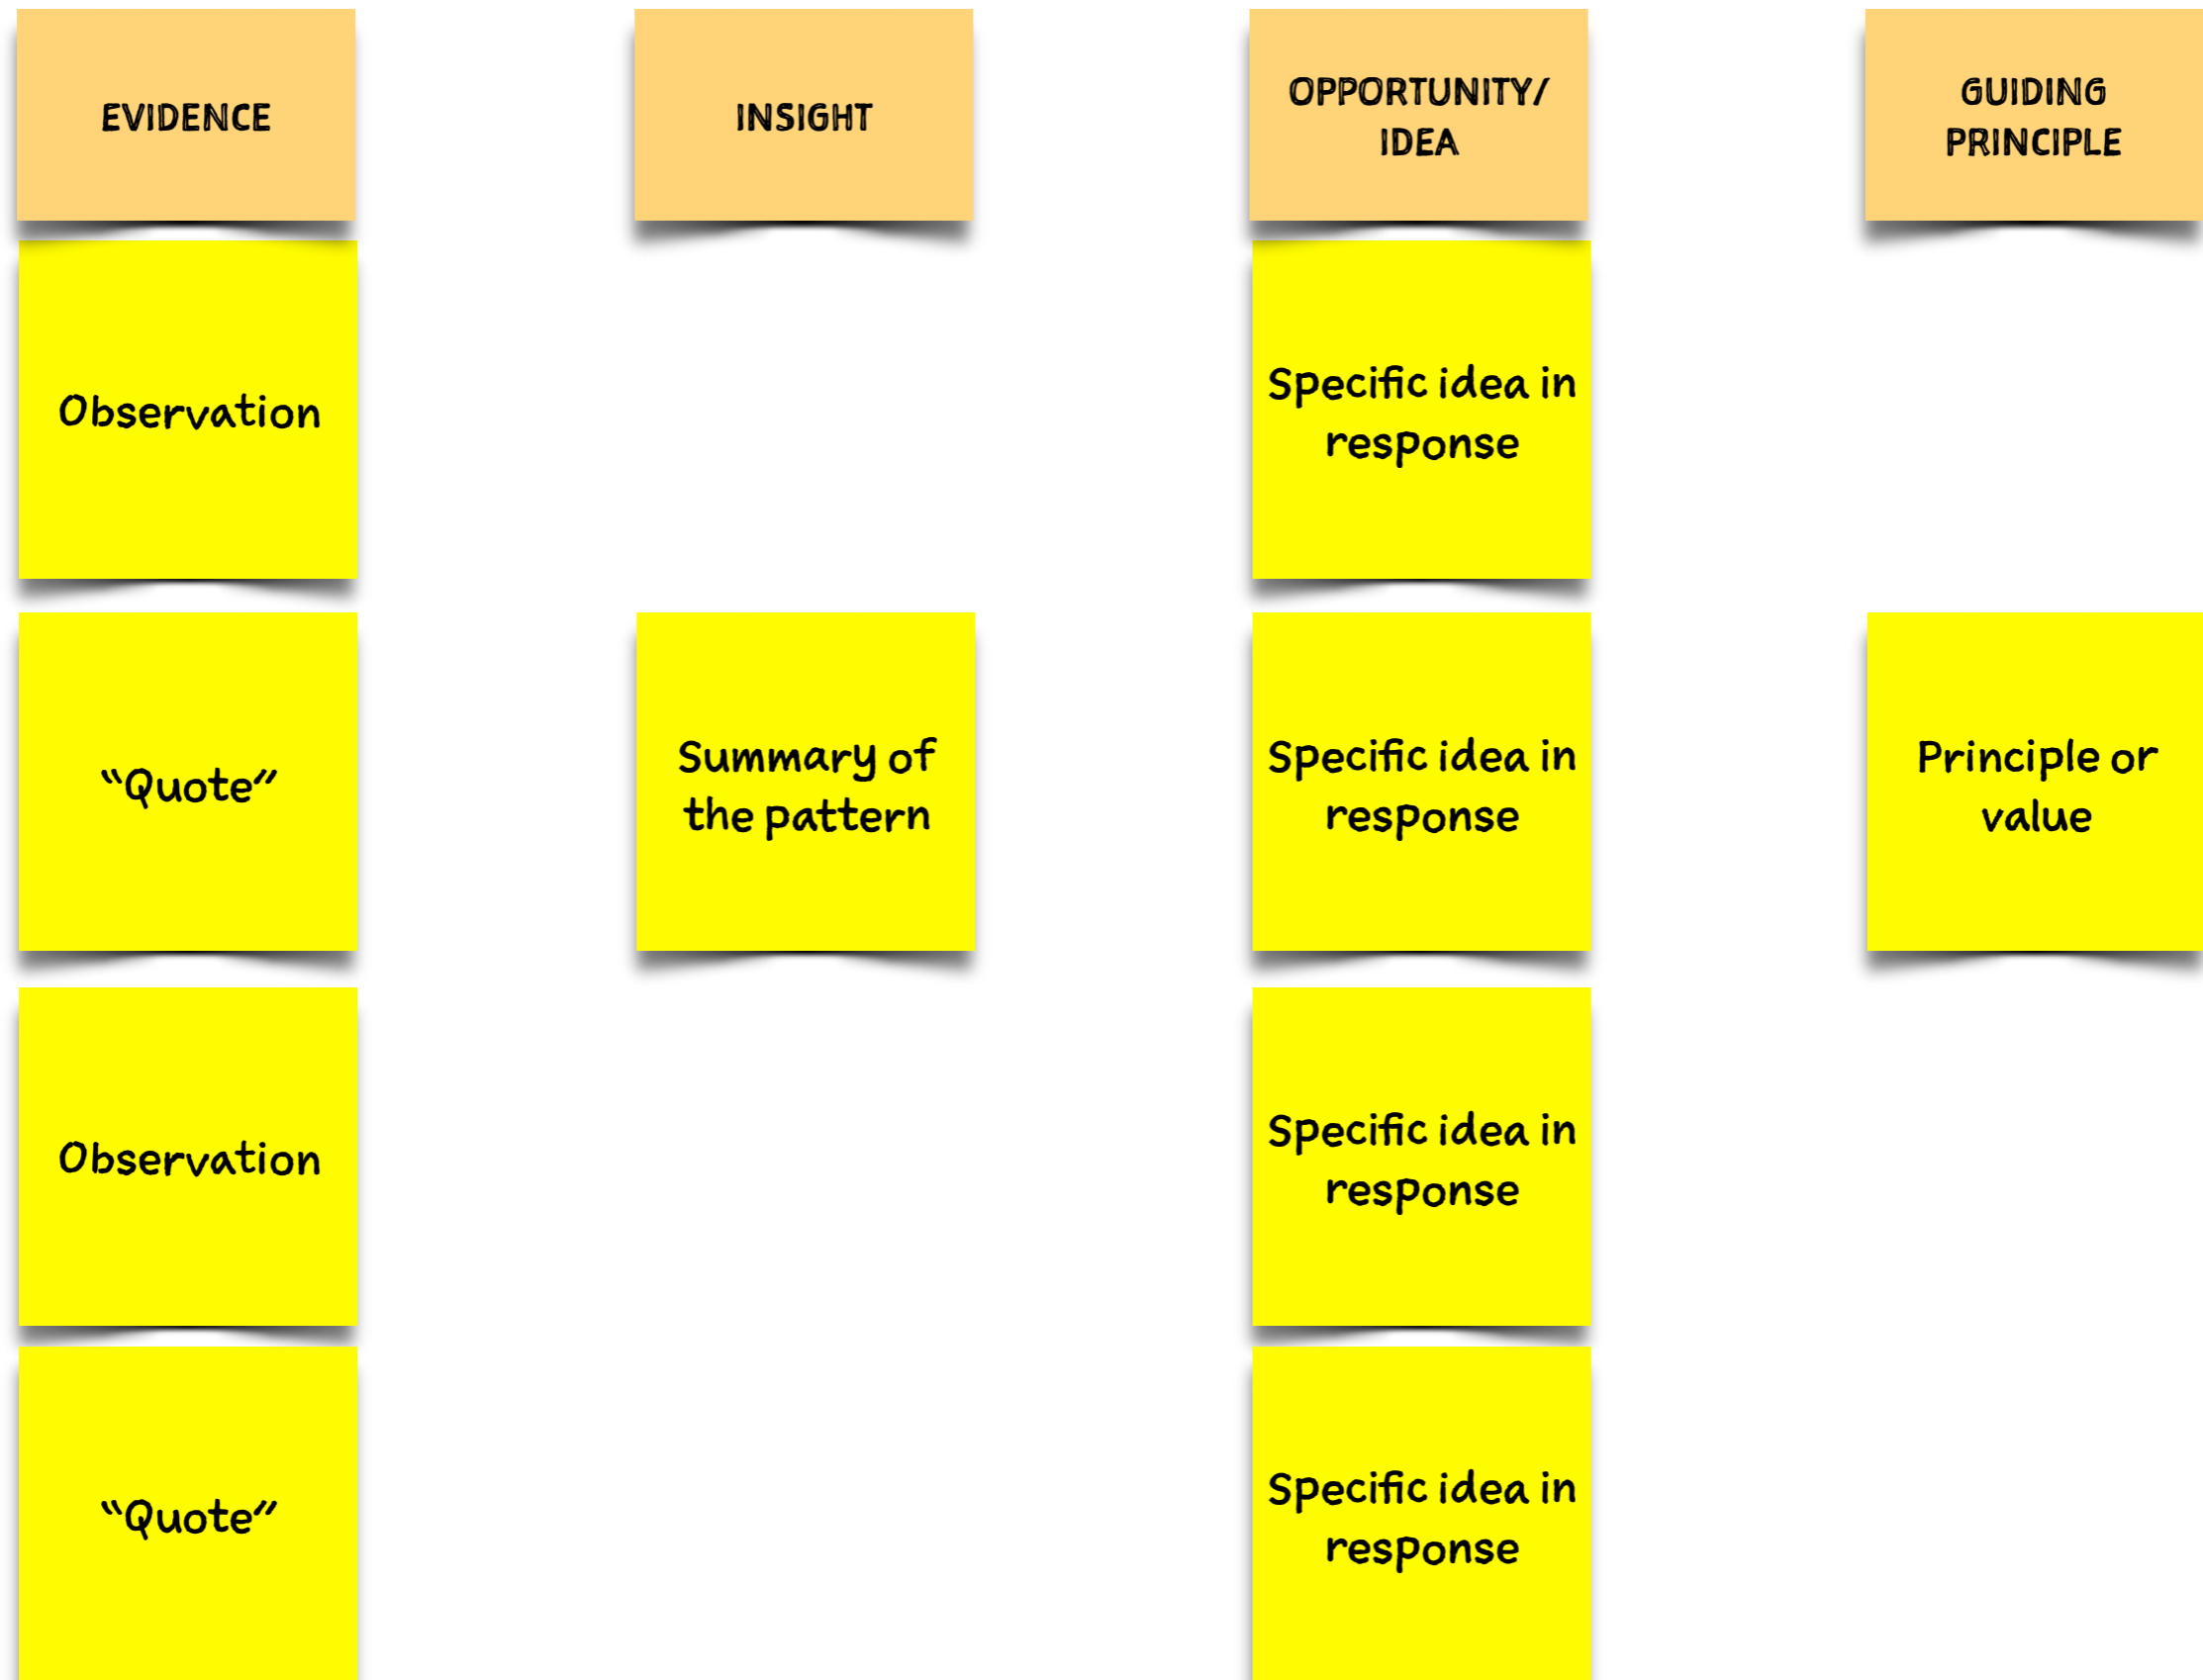 EVIDENCE
INSIGHT
OPPORTUNITY/
IDEA
GUIDING
PRINCIPLE
Observation
Specific idea in
response
“Quote”
Summary of
the pattern
Specific idea in
response
Principle or
value
Observation
Specific idea in
response
“Quote”
Specific idea in
response